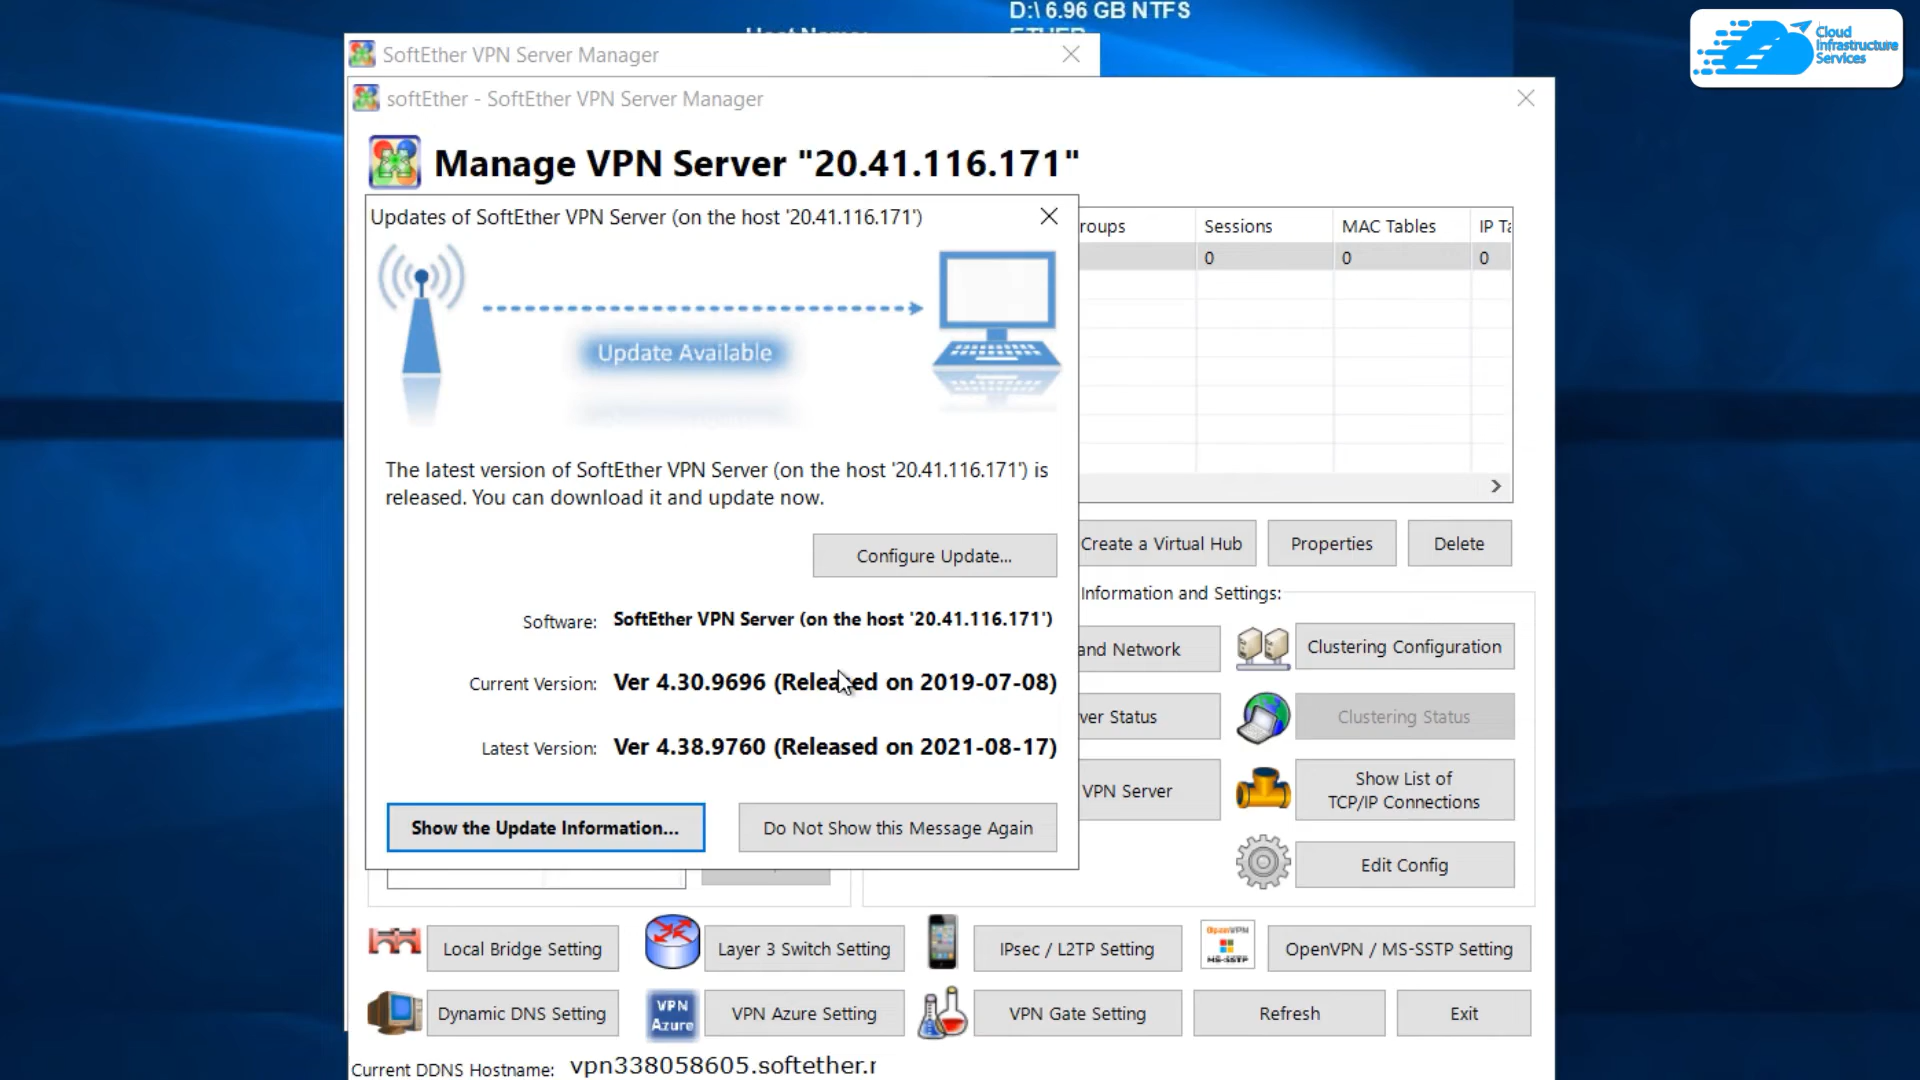 D:\ 6.96 GB NTFS
Cloud
Infrastructure
Services
SoftEther VPN Server Manager
softEther - SoftEther VPN Server Manager
Manage VPN Server "20.41.116.171"
Updates of SoftEther VPN Server (on the host '20.41.116.171')
Sessions
MAC Tables
IP
0
0
0
Update Available
The latest version of SoftEther VPN Server (on the host '20.41.116.171') is
released. You can download it and update now.
Configure Update...
Create a Virtual Hub
Properties
Delete
Information and Settings:
Software: SoftEther VPN Server (on the host '20.41.116.171')
and Network
Clustering Configuration
Current Version: Ver 4.30.9696 (Released on 2019-07-08)
Status
Clustering Status
Latest Version: Ver 4.38.9760 (Released on 2021-08-17)
VPN Server
Show List of
TCP/IP Connections
Show the Update Information...
Do Not Show this Message Again
Edit Config
Local Bridge Setting
Layer 3 Switch Setting
IPsec / L2TP Setting
OpenVPN
MS-SSTP
OpenVPN / MS-SSTP Setting
Dynamic DNS Setting
VPN
Azure
VPN Azure Setting
VPN Gate Setting
Refresh
Exit
Current DDNS Hostname: vpn338058605.softether.